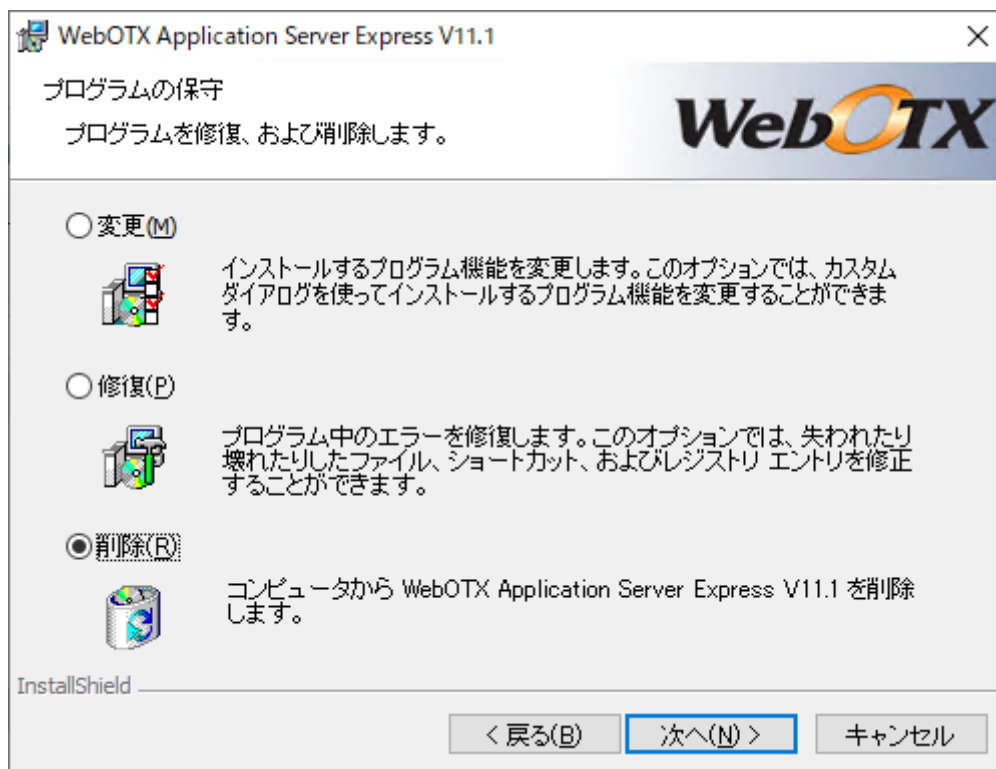 WebOTX Application Server Express V11.1
プログラムの保守
プログラムを修復、および削除します。
WebOTX
変更(M)
インストールするプログラム機能を変更します。このオプションでは、カスタム
ダイアログを使ってインストールするプログラム機能を変更することができま
す。
修復(P)
プログラム中のエラーを修復します。このオプションでは、失われたり
壊れたりしたファイル、ショートカット、およびレジストリ エントリを修正
することができます。
削除(R)
コンピュータから WebOTX Application Server Express V11.1 を削除
します。
InstallShield
< 戻る(B)
次へ(N) >
キャンセル